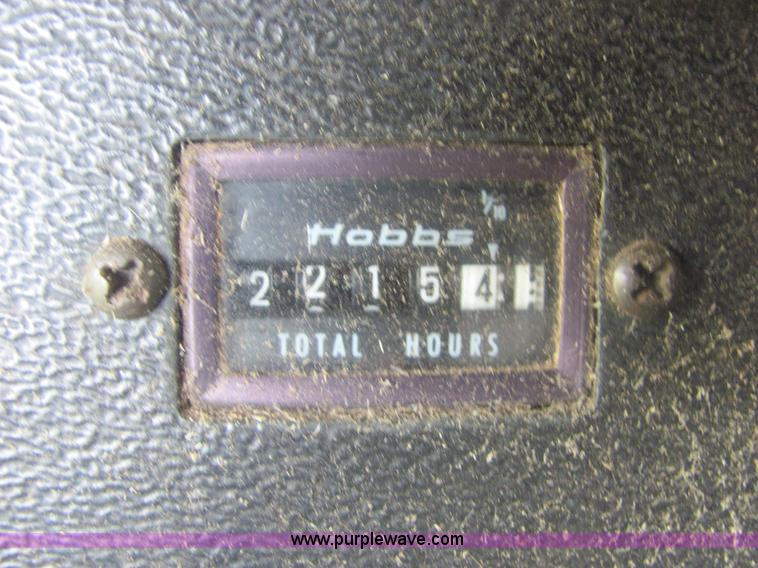 1/10
Hobbs
2 2 1 5 4
TOTAL HOURS
www.purplewave.com